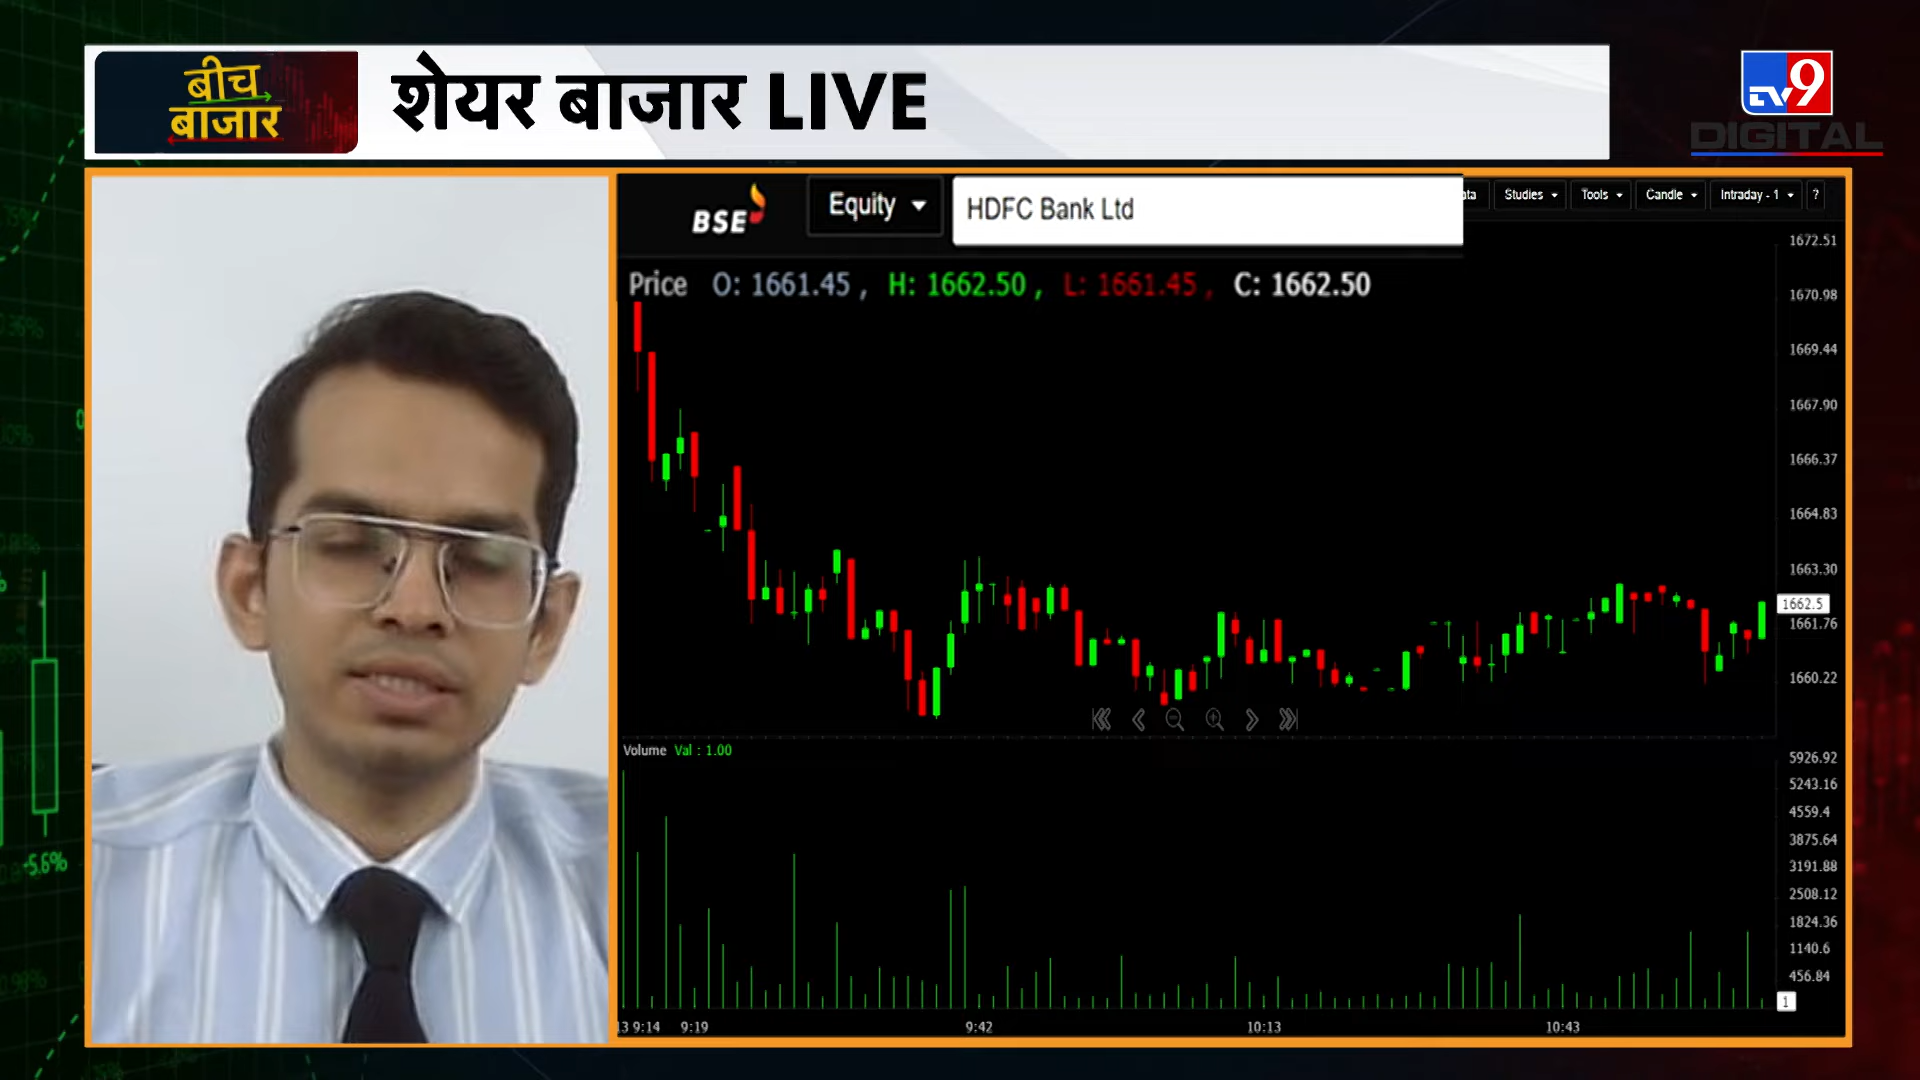 बीच
बाजार
शेयर बाजार LIVE
TV9
DIGITAL
BSE
Equity
HDFC Bank Ltd
Studies
Tools
Candle
Intraday - 1
?
Price O: 1661.45 , H: 1662.50 , L: 1661.45 , C: 1662.50
1672.51
1670.98
1669.44
1667.90
1666.37
1664.83
1663.30
1662.5
1661.76
1660.22
Volume Val : 1.00
5926.92
5243.16
4559.4
3875.64
3191.88
2508.12
1824.36
1140.6
456.84
1
9:14 9:19 9:42 10:13 10:43
-5.6%